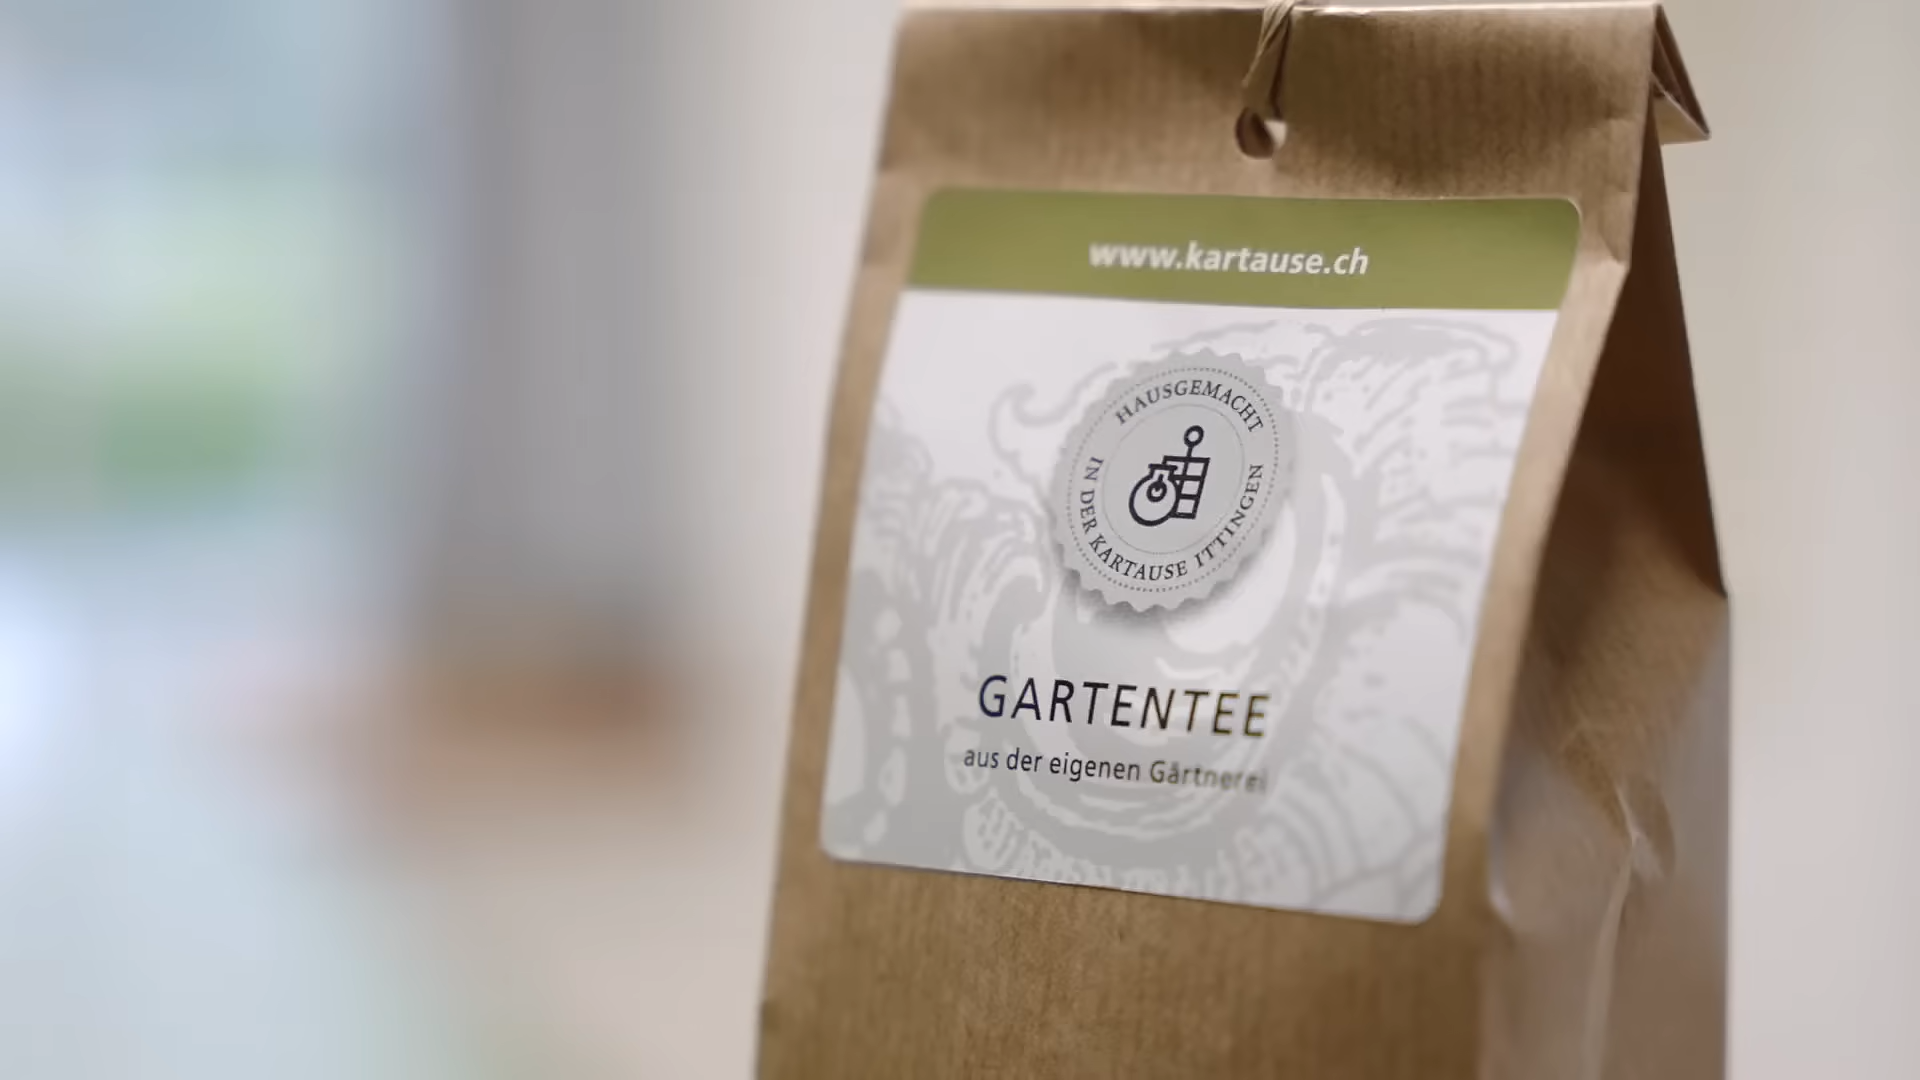 www.kartause.ch
HAUSGEMACHT
IN DER KARTAUSE ITTINGEN
GARTENTEE
aus der eigenen Gärtnerei